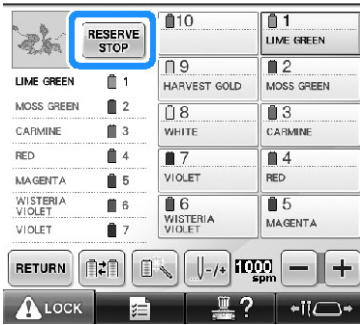 RESERVE
STOP
LIME GREEN 1
MOSS GREEN 2
CARMINE 3
RED 4
MAGENTA 5
WISTERIA
VIOLET 6
VIOLET 7
10
1
LIME GREEN
9
HARVEST GOLD
2
MOSS GREEN
8
WHITE
3
CARMINE
7
VIOLET
4
RED
6
WISTERIA
VIOLET
5
MAGENTA
RETURN
-/+
1000
spm
-
+
LOCK
?